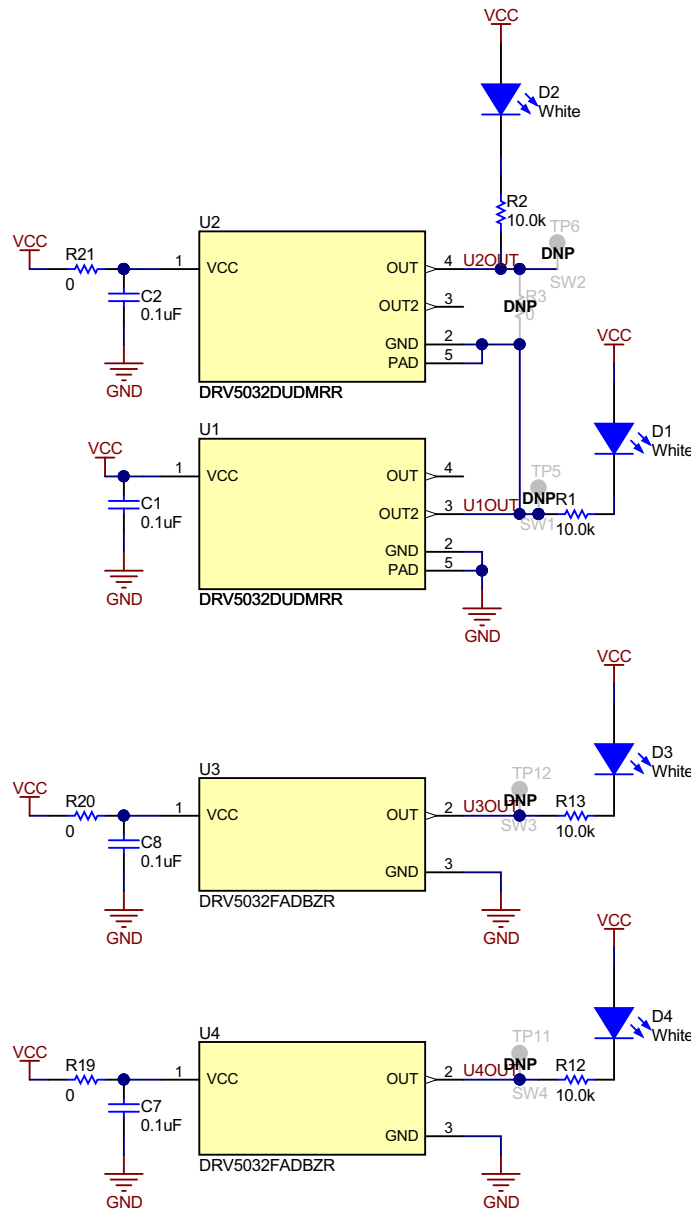 VCC
D2
White
U2
R2
10.0k
TP6
DNP
SW2
VCC
R21
0
1
VCC
OUT
4
U2OUT
C2
0.1uF
OUT2
3
R3
DNP
0
GND
2
PAD
5
GND
DRV5032DUDMRR
VCC
D1
White
U1
VCC
1
VCC
OUT
4
TP5
DNP
SW1
C1
0.1uF
OUT2
3
U1OUT
R1
10.0k
GND
2
PAD
5
GND
DRV5032DUDMRR
GND
VCC
D3
White
U3
TP12
DNP
SW3
VCC
R20
0
1
VCC
OUT
2
U3OUT
R13
10.0k
C8
0.1uF
GND
3
DRV5032FADBZR
GND
GND
VCC
D4
White
U4
TP11
DNP
SW4
VCC
R19
0
1
VCC
OUT
2
U4OUT
R12
10.0k
C7
0.1uF
GND
3
DRV5032FADBZR
GND
GND